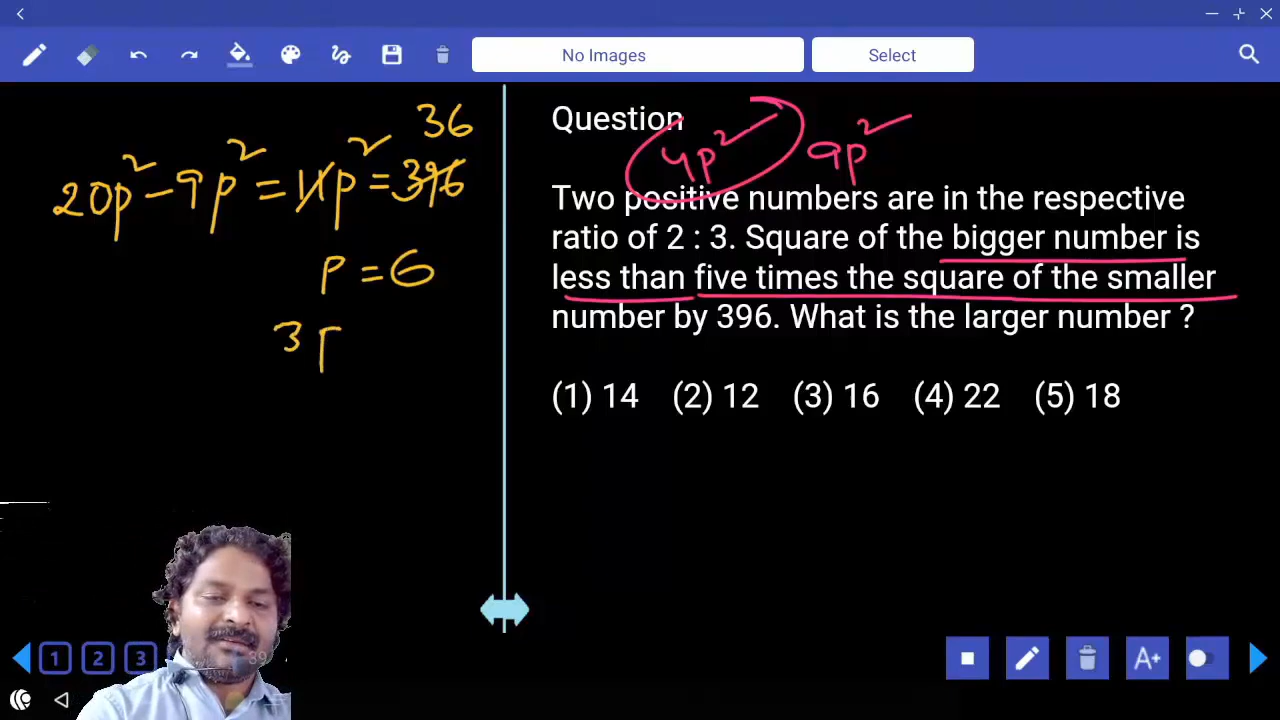 No Images
Select
36
20p² - 9p² = 11p² = 396
p = 6
3
Question
4p² 9p²
Two positive numbers are in the respective
ratio of 2 : 3. Square of the bigger number is
less than five times the square of the smaller
number by 396. What is the larger number ?
(1) 14 (2) 12 (3) 16 (4) 22 (5) 18
1 2 3
89
A+